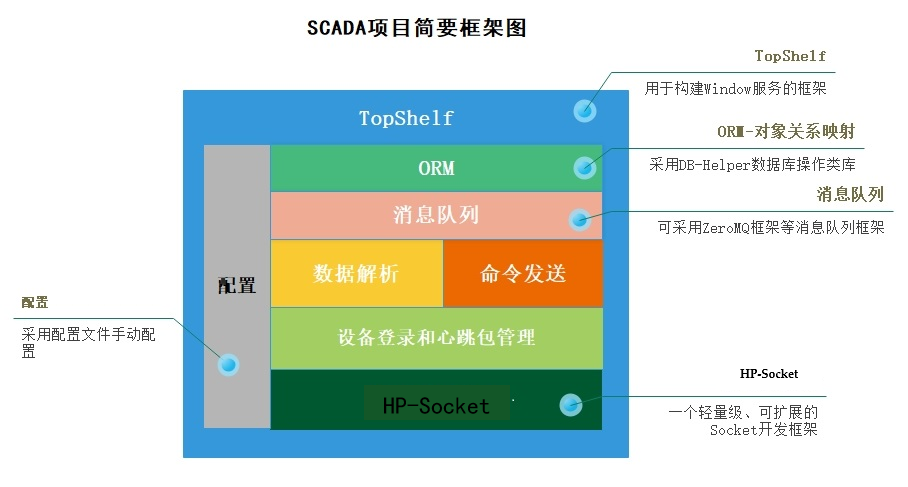 SCADA项目简要框架图
TopShelf
用于构建Window服务的框架
TopShelf
ORM-对象关系映射
采用DB-Helper数据库操作类库
ORM
消息队列
可采用ZeroMQ框架等消息队列框架
消息队列
数据解析
命令发送
配置
配置
采用配置文件手动配
置
设备登录和心跳包管理
HP-Socket
一个轻量级、可扩展的
Socket开发框架
HP-Socket